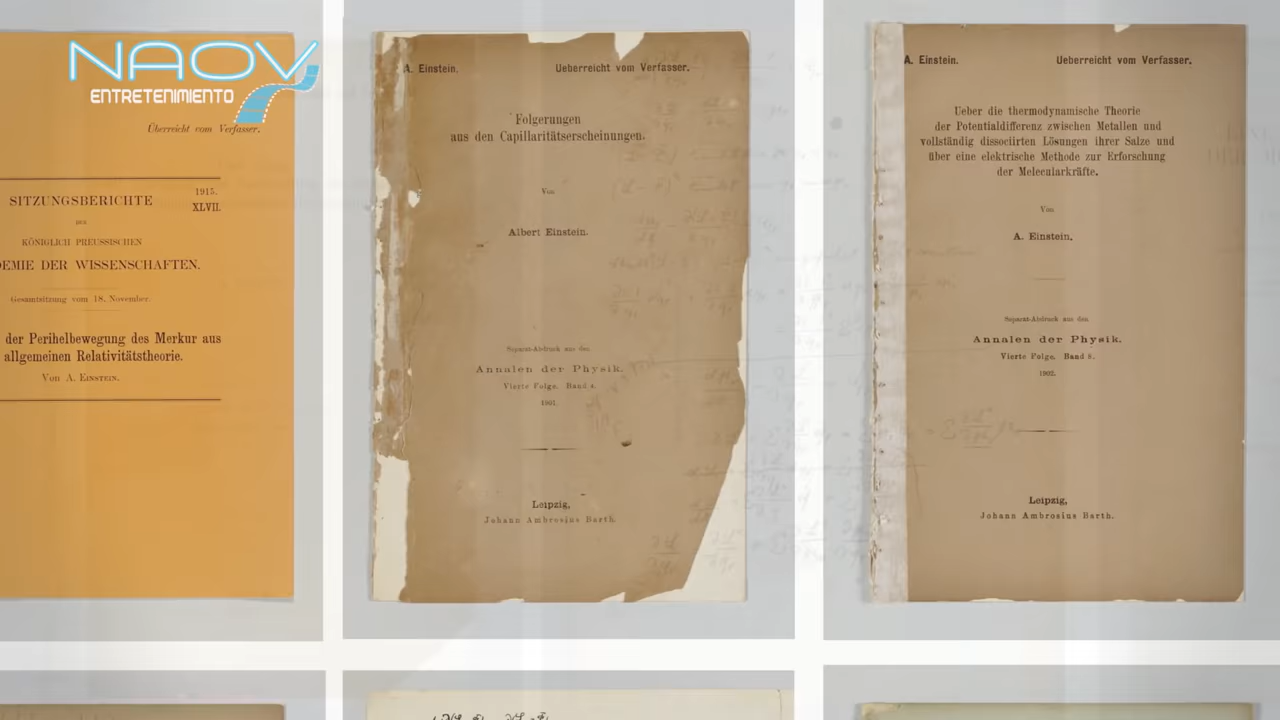 NAOV
ENTRETENIMIENTO
Überreicht vom Verfasser.
SITZUNGSBERICHTE
1915.
XLVII.
DER
KÖNIGLICH PREUSSISCHEN
DEMIE DER WISSENSCHAFTEN.
Gesamtsitzung vom 18. November.
der Perihelbewegung des Merkur aus
allgemeinen Relativitätstheorie.
Von A. Einstein.
A. Einstein.
Ueberreicht vom Verfasser.
Folgerungen
aus den Capillaritätserscheinungen.
Von
Albert Einstein.
Separat-Abdruck aus den
Annalen der Physik.
Vierte Folge. Band 4.
1901.
Leipzig,
Johann Ambrosius Barth.
A. Einstein.
Ueberreicht vom Verfasser.
Ueber die thermodynamische Theorie
der Potentialdifferenz zwischen Metallen und
vollständig dissociirten Lösungen ihrer Salze und
über eine elektrische Methode zur Erforschung
der Molecularkräfte.
Von
A. Einstein.
Separat-Abdruck aus den
Annalen der Physik.
Vierte Folge. Band 8.
1902.
Leipzig,
Johann Ambrosius Barth.